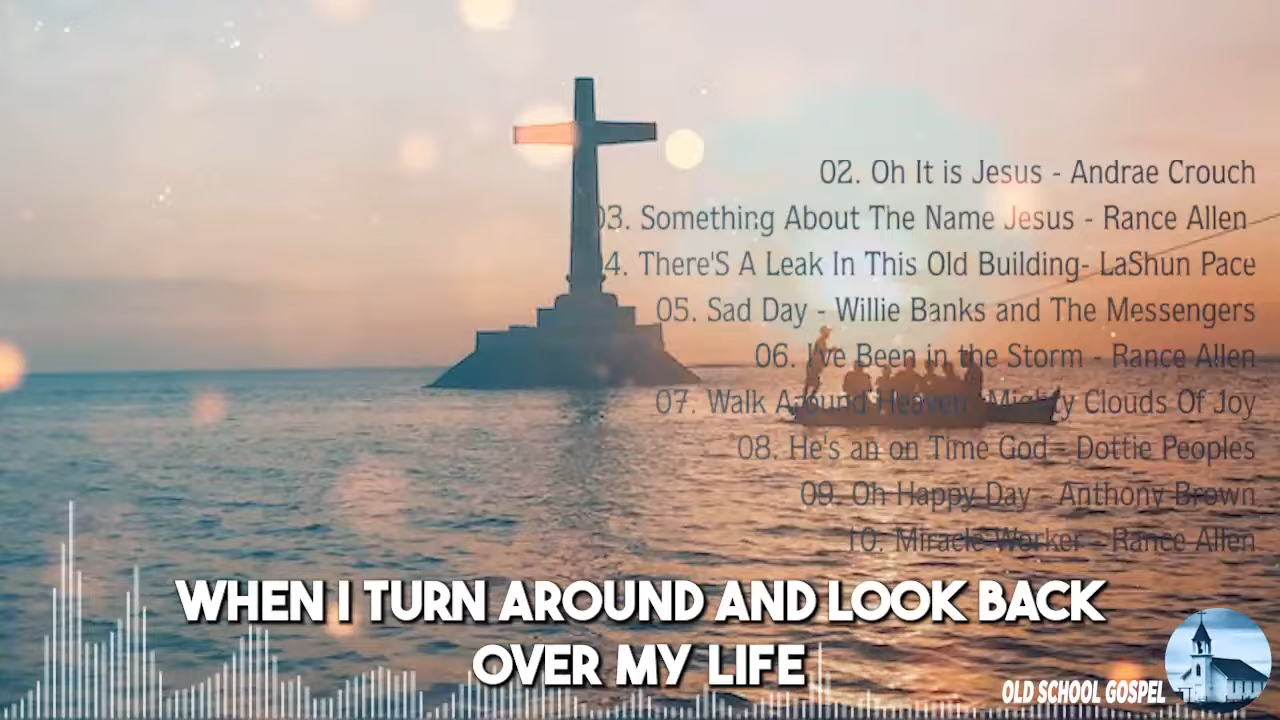 02. Oh It is Jesus - Andrae Crouch
03. Something About The Name Jesus - Rance Allen
4. There'S A Leak In This Old Building- LaShun Pace
05. Sad Day - Willie Banks and The Messengers
06. I've Been in the Storm - Rance Allen
07. Walk Around Heaven- Mighty Clouds Of Joy
08. He's an on Time God - Dottie Peoples
09. Oh Happy Day - Anthony Brown
10. Miracle Worker - Rance Allen
WHEN I TURN AROUND AND LOOK BACK
OVER MY LIFE
OLD SCHOOL GOSPEL